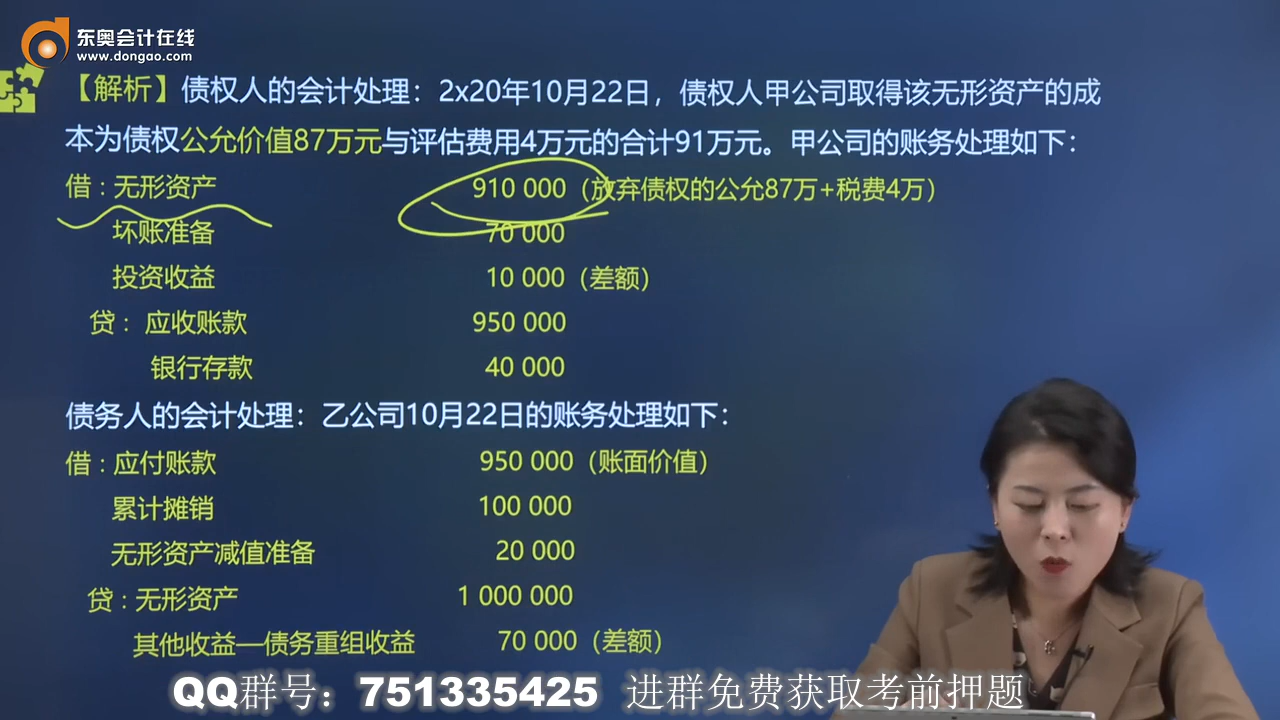 东奥会计在线
www.dongao.com
【解析】债权人的会计处理：2x20年10月22日，债权人甲公司取得该无形资产的成
本为债权公允价值87万元与评估费用4万元的合计91万元。甲公司的账务处理如下：
借：无形资产 910 000（放弃债权的公允87万+税费4万）
坏账准备 70 000
投资收益 10 000（差额）
贷：应收账款 950 000
银行存款 40 000
债务人的会计处理：乙公司10月22日的账务处理如下：
借：应付账款 950 000（账面价值）
累计摊销 100 000
无形资产减值准备 20 000
贷：无形资产 1 000 000
其他收益—债务重组收益 70 000（差额）
QQ群号：751335425 进群免费获取考前押题